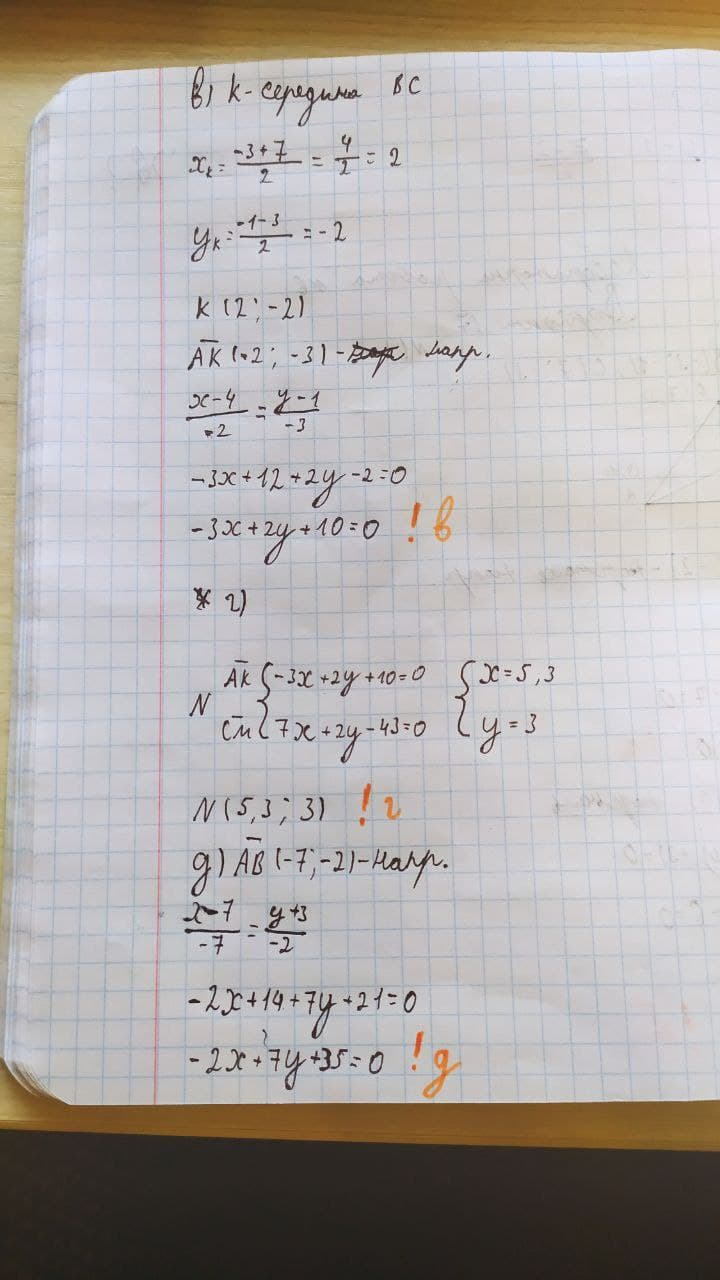 в) K - середина BC
x_k = (-3+7)/2 = 4/2 = 2
y_k = (-1-3)/2 = -2
K (2; -2)
AK (-2; -3) - напр.
(x-4)/(-2) = (y-1)/(-3)
-3x+12+2y-2=0
-3x+2y+10=0 ! в
г)
AK { -3x+2y+10=0 { x=5,3
N
CM { 7x+2y-43=0 { y=3
N (5,3; 3) ! г
д) AB (-7; -2) - напр.
(x-7)/(-7) = (y+3)/(-2)
-2x+14+7y+21=0
-2x+7y+35=0 ! д